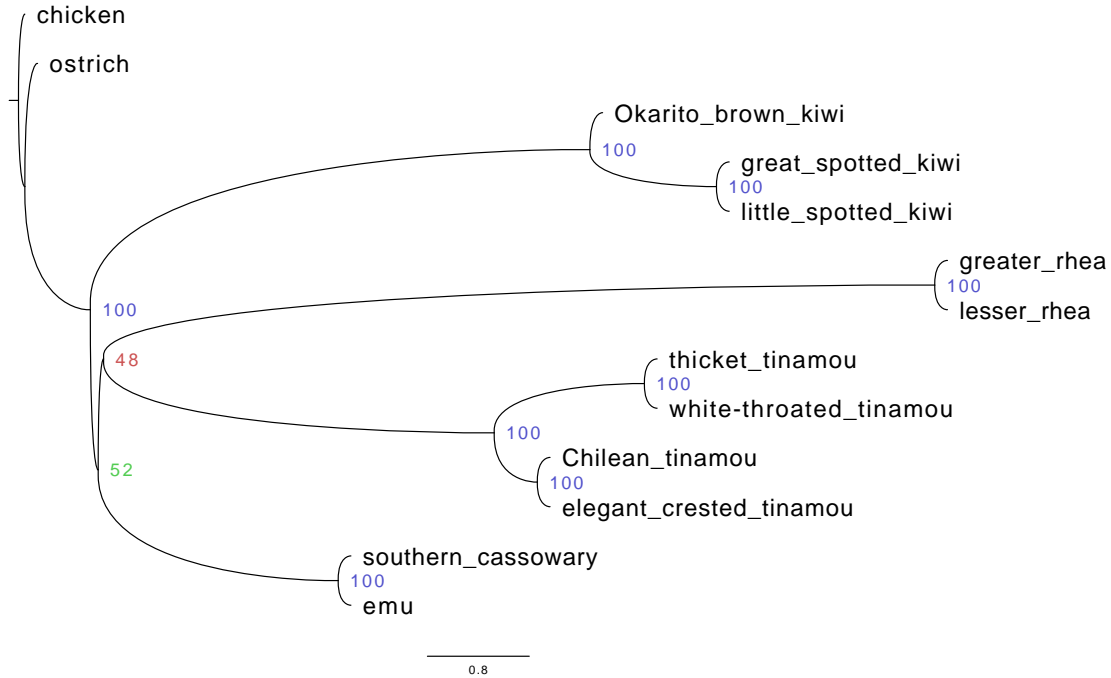 chicken
ostrich
Okarito_brown_kiwi
100
great_spotted_kiwi
100
little_spotted_kiwi
greater_rhea
100
lesser_rhea
100
48
thicket_tinamou
100
white-throated_tinamou
100
Chilean_tinamou
52
100
elegant_crested_tinamou
southern_cassowary
100
emu
0.8